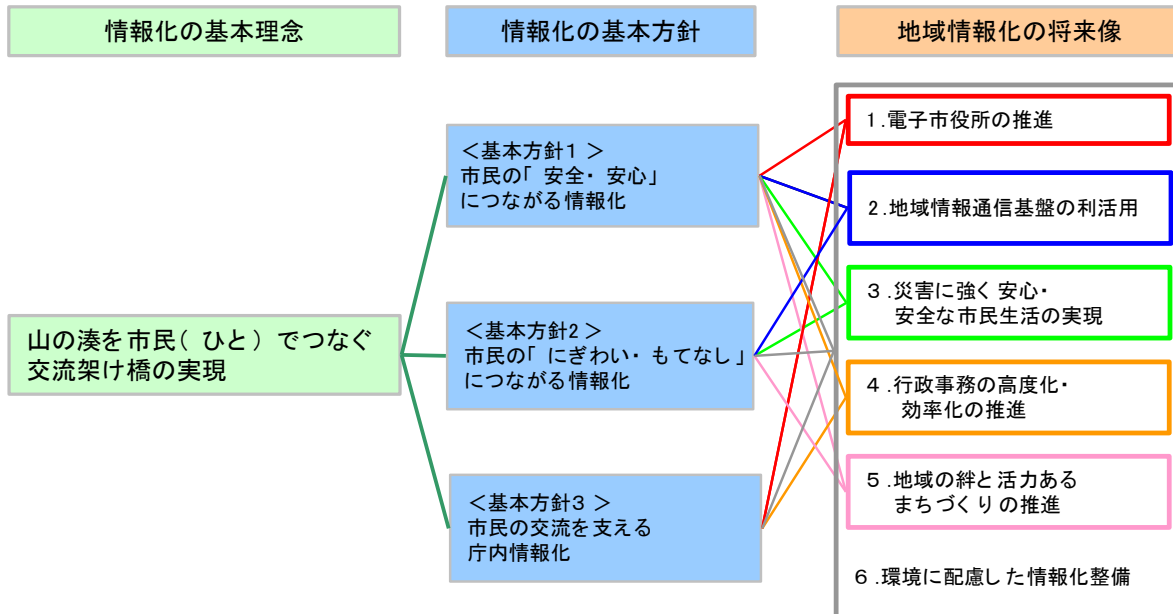 情報化の基本理念
情報化の基本方針
地域情報化の将来像
山の湊を市民(ひと)でつなぐ
交流架け橋の実現
<基本方針1>
市民の「安全・安心」
につながる情報化
<基本方針2>
市民の「にぎわい・もてなし」
につながる情報化
<基本方針3>
市民の交流を支える
庁内情報化
1.電子市役所の推進
2.地域情報通信基盤の利活用
3.災害に強く安心・
安全な市民生活の実現
4.行政事務の高度化・
効率化の推進
5.地域の絆と活力ある
まちづくりの推進
6.環境に配慮した情報化整備